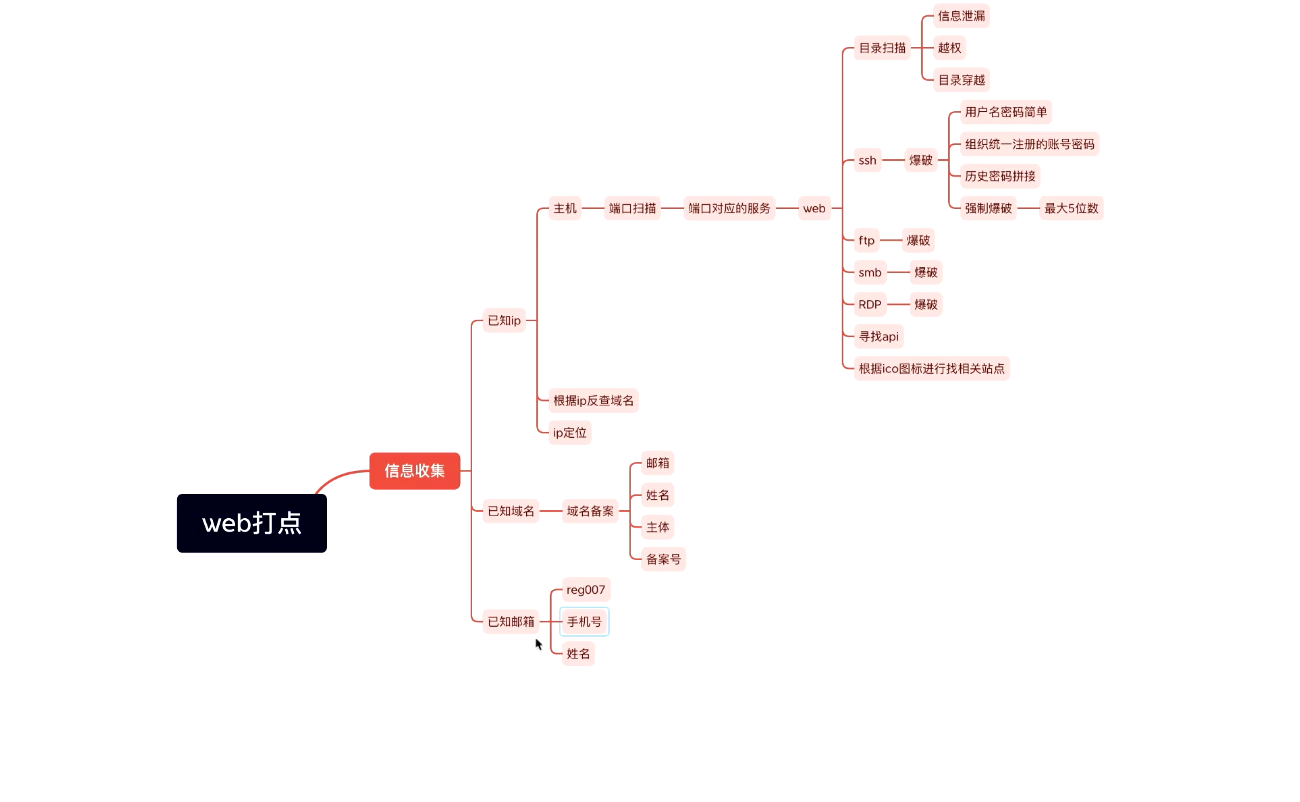 web打点
信息收集
已知ip
主机
端口扫描
端口对应的服务
web
目录扫描
信息泄漏
越权
目录穿越
ssh
爆破
用户名密码简单
组织统一注册的账号密码
历史密码拼接
强制爆破
最大5位数
ftp
爆破
smb
爆破
RDP
爆破
寻找api
根据ico图标进行找相关站点
根据ip反查域名
ip定位
已知域名
域名备案
邮箱
姓名
主体
备案号
已知邮箱
reg007
手机号
姓名